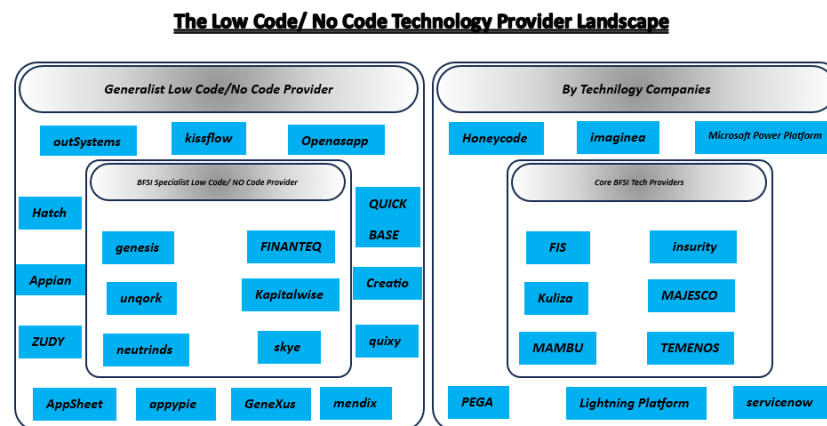 The Low Code/ No Code Technology Provider Landscape
Generalist Low Code/No Code Provider
outSystems
kissflow
Openasapp
BFSI Specialist Low Code/ NO Code Provider
Hatch
Appian
ZUDY
genesis
FINANTEQ
unqork
Kapitalwise
neutrinds
skye
QUICK
BASE
Creatio
quixy
AppSheet
appypie
GeneXus
mendix
By Technilogy Companies
Honeycode
imaginea
Microsoft Power Platform
Core BFSI Tech Providers
FIS
insurity
Kuliza
MAJESCO
MAMBU
TEMENOS
PEGA
Lightning Platform
servicenow